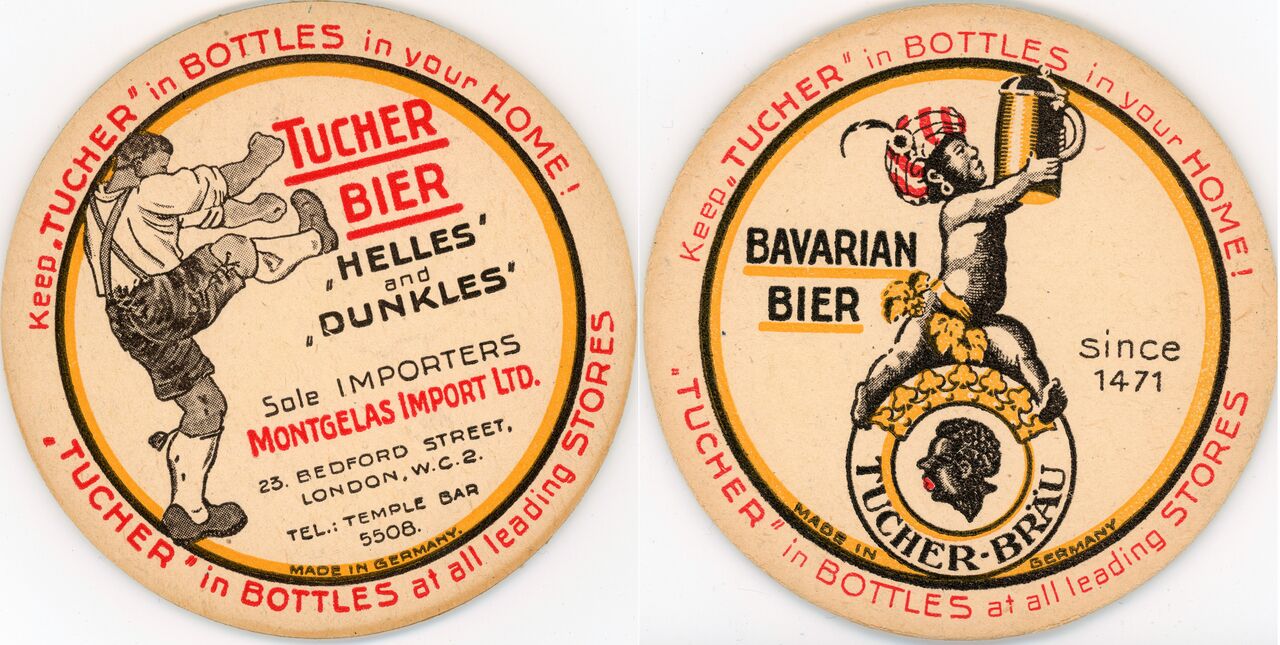 Keep „TUCHER" in BOTTLES in your HOME!
TUCHER
BIER
„HELLES"
and
„DUNKLES"
Sole IMPORTERS
MONTGELAS IMPORT LTD.
23. BEDFORD STREET,
LONDON, W.C.2.
TEL.: TEMPLE BAR
5508.
MADE IN GERMANY.
„TUCHER" in BOTTLES at all leading STORES
Keep „TUCHER" in BOTTLES in your HOME!
BAVARIAN
BIER
since
1471
TUCHER-BRÄU
MADE IN GERMANY
„TUCHER" in BOTTLES at all leading STORES